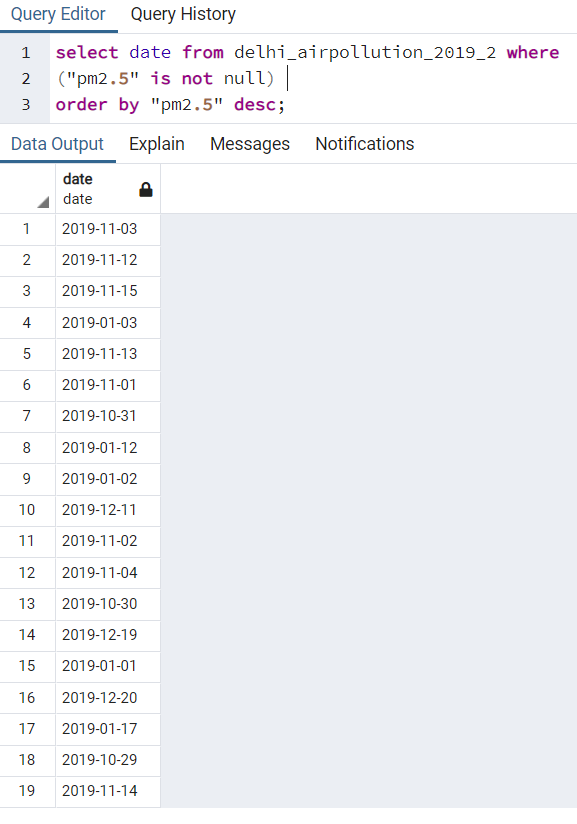 Query Editor Query History
1 select date from delhi_airpollution_2019_2 where
2 ("pm2.5" is not null)
3 order by "pm2.5" desc;
Data Output Explain Messages Notifications
date
date
1 2019-11-03
2 2019-11-12
3 2019-11-15
4 2019-01-03
5 2019-11-13
6 2019-11-01
7 2019-10-31
8 2019-01-12
9 2019-01-02
10 2019-12-11
11 2019-11-02
12 2019-11-04
13 2019-10-30
14 2019-12-19
15 2019-01-01
16 2019-12-20
17 2019-01-17
18 2019-10-29
19 2019-11-14